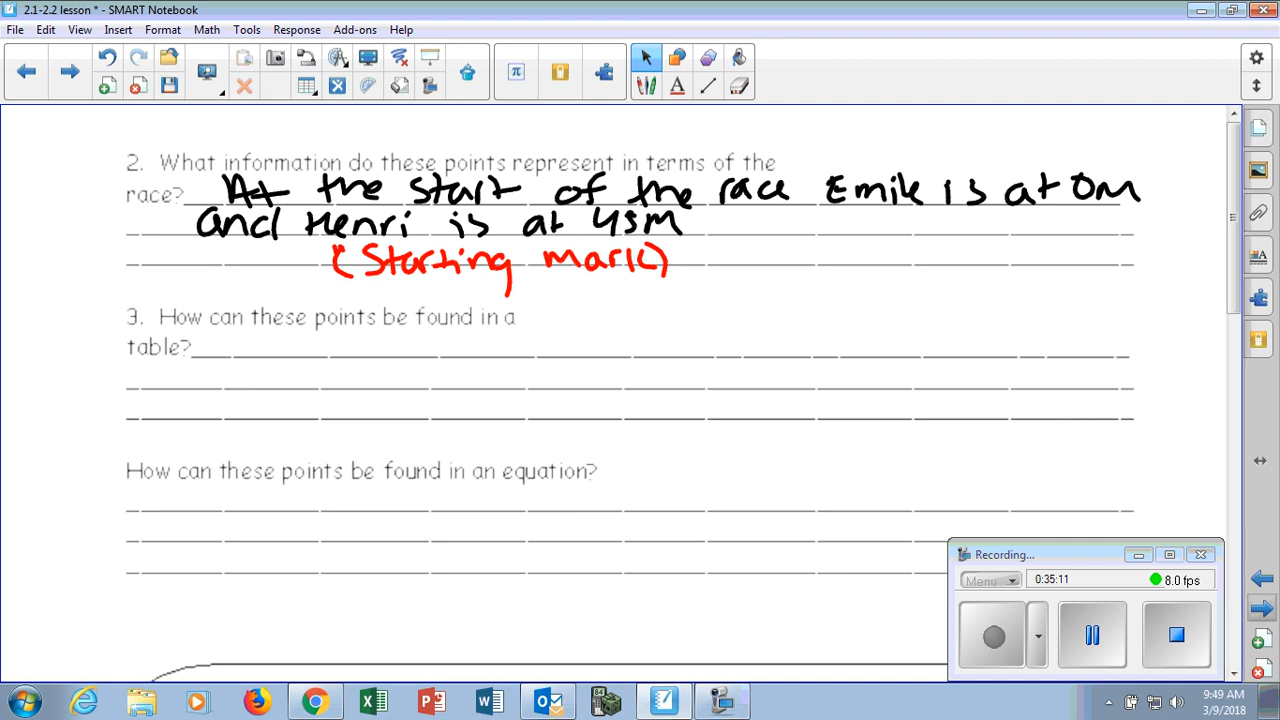 2.1-2.2 lesson * - SMART Notebook
File Edit View Insert Format Math Tools Response Add-ons Help
2. What information do these points represent in terms of the
race? At the start of the race Emile is at 0M
and Henri is at 45M
(Starting mark)
3. How can these points be found in a
table?
How can these points be found in an equation?
Recording...
Menu 0:35:11 8.0 fps
9:49 AM
3/9/2018